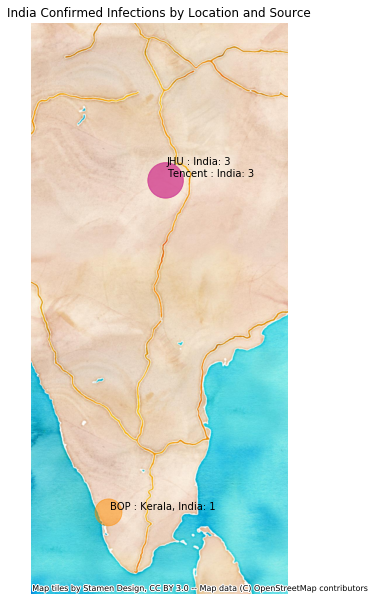 India Confirmed Infections by Location and Source
JHU : India: 3
Tencent : India: 3
BOP : Kerala, India: 1
Map tiles by Stamen Design, CC BY 3.0 -- Map data (C) OpenStreetMap contributors